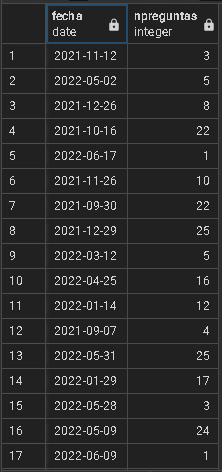 fecha npreguntas
date integer
1 2021-11-12 3
2 2022-05-02 5
3 2021-12-26 8
4 2021-10-16 22
5 2022-06-17 1
6 2021-11-26 10
7 2021-09-30 22
8 2021-12-29 25
9 2022-03-12 5
10 2022-04-25 16
11 2022-01-14 12
12 2021-09-07 4
13 2022-05-31 25
14 2022-01-29 17
15 2022-05-28 3
16 2022-05-09 24
17 2022-06-09 1